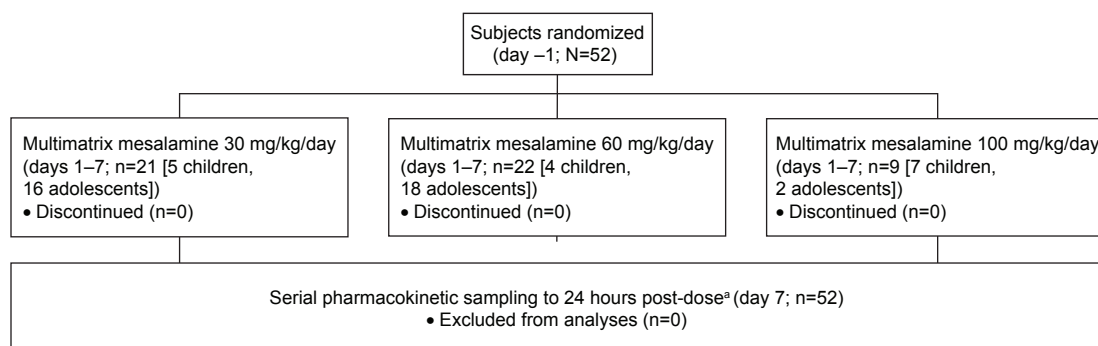 Subjects randomized
(day –1; N=52)
Multimatrix mesalamine 30 mg/kg/day
(days 1–7; n=21 [5 children,
16 adolescents])
• Discontinued (n=0)
Multimatrix mesalamine 60 mg/kg/day
(days 1–7; n=22 [4 children,
18 adolescents])
• Discontinued (n=0)
Multimatrix mesalamine 100 mg/kg/day
(days 1–7; n=9 [7 children,
2 adolescents])
• Discontinued (n=0)
Serial pharmacokinetic sampling to 24 hours post-doseᵃ (day 7; n=52)
• Excluded from analyses (n=0)